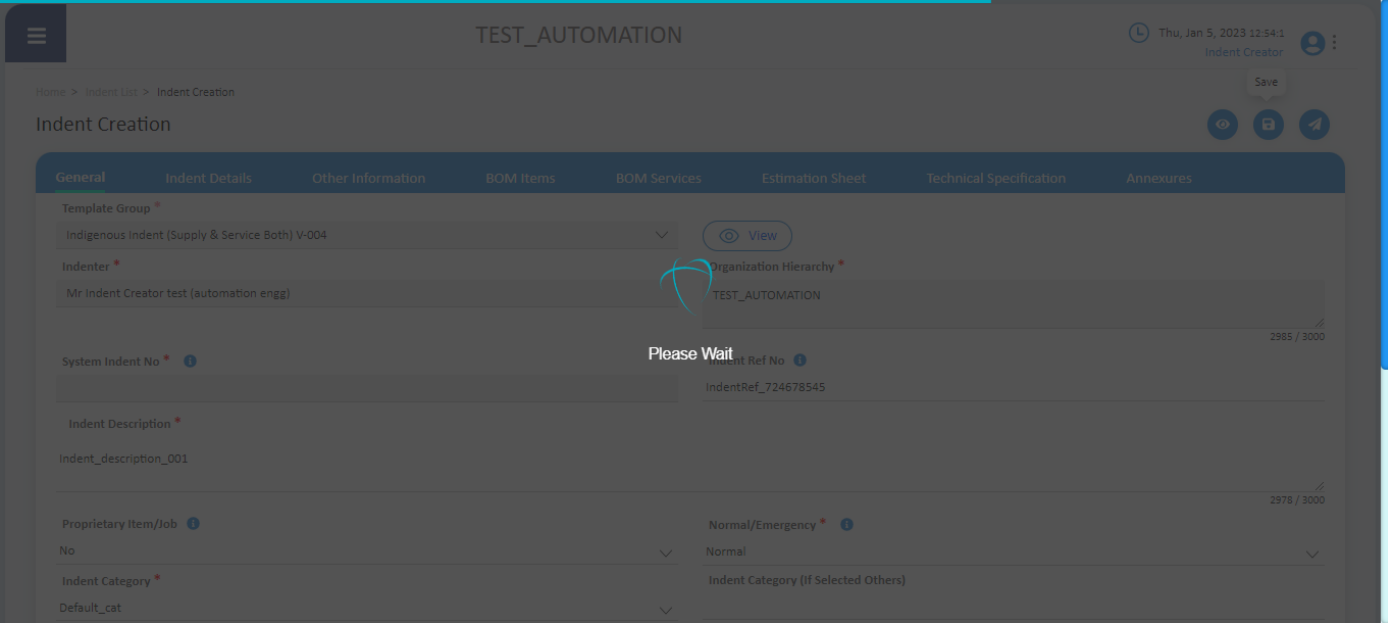 TEST_AUTOMATION
Thu, Jan 5, 2023 12:54:1
Indent Creator
Home > Indent List > Indent Creation
Save
Indent Creation
General Indent Details Other Information BOM Items BOM Services Estimation Sheet Technical Specification Annexures
Template Group *
Indigenous Indent (Supply & Service Both) V-004
View
Indenter *
Organization Hierarchy *
Mr Indent Creator test (automation engg)
TEST_AUTOMATION
2985 / 3000
Please Wait
System Indent No *
Indent Ref No
IndentRef_724678545
Indent Description *
Indent_description_001
2978 / 3000
Proprietary Item/Job
Normal/Emergency *
No
Normal
Indent Category *
Indent Category (If Selected Others)
Default_cat